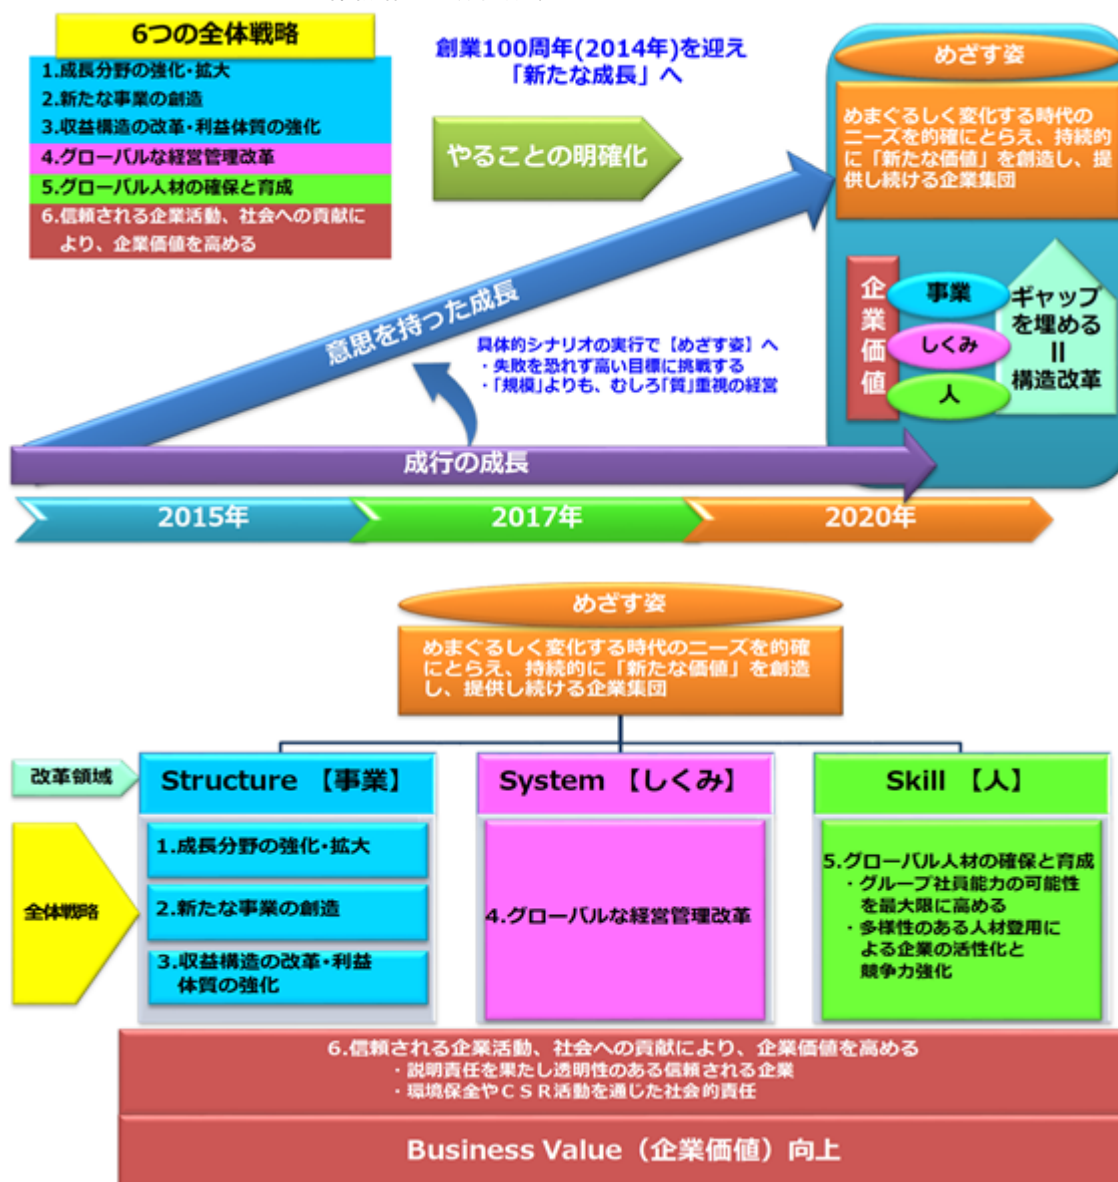 6つの全体戦略
1.成長分野の強化・拡大
2.新たな事業の創造
3.収益構造の改革・利益体質の強化
4.グローバルな経営管理改革
5.グローバル人材の確保と育成
6.信頼される企業活動、社会への貢献に
より、企業価値を高める
創業100周年(2014年)を迎え
「新たな成長」へ
やることの明確化
めざす姿
めまぐるしく変化する時代の
ニーズを的確にとらえ、持続的
に「新たな価値」を創造し、提
供し続ける企業集団
企業価値
事業
しくみ
人
ギャップ
を埋める
||
構造改革
意思を持った成長
具体的シナリオの実行で【めざす姿】へ
・失敗を恐れず高い目標に挑戦する
・「規模」よりも、むしろ「質」重視の経営
成行の成長
2015年
2017年
2020年
めざす姿
めまぐるしく変化する時代のニーズを的確
にとらえ、持続的に「新たな価値」を創造
し、提供し続ける企業集団
改革領域
Structure 【事業】
System 【しくみ】
Skill 【人】
全体戦略
1.成長分野の強化・拡大
2.新たな事業の創造
3.収益構造の改革・利益
体質の強化
4.グローバルな経営管理改革
5.グローバル人材の確保と育成
・グループ社員能力の可能性
を最大限に高める
・多様性のある人材登用に
よる企業の活性化と
競争力強化
6.信頼される企業活動、社会への貢献により、企業価値を高める
・説明責任を果たし透明性のある信頼される企業
・環境保全やCSR活動を通じた社会的責任
Business Value（企業価値）向上